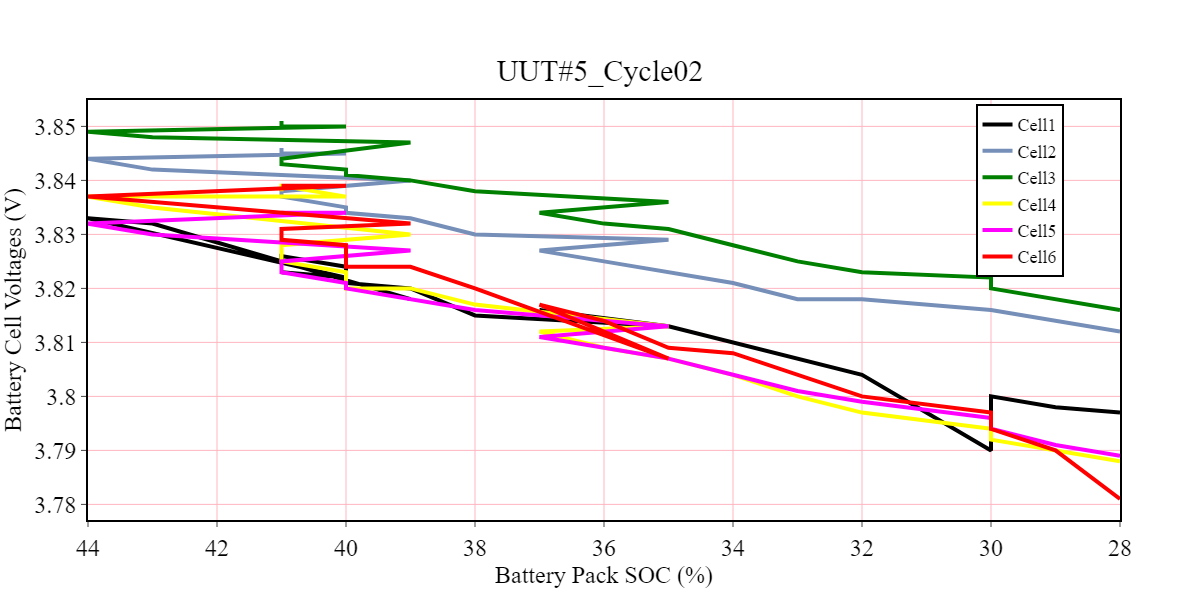 UUT#5_Cycle02
Battery Cell Voltages (V)
3.85
3.84
3.83
3.82
3.81
3.8
3.79
3.78
Cell1
Cell2
Cell3
Cell4
Cell5
Cell6
44 42 40 38 36 34 32 30 28
Battery Pack SOC (%)